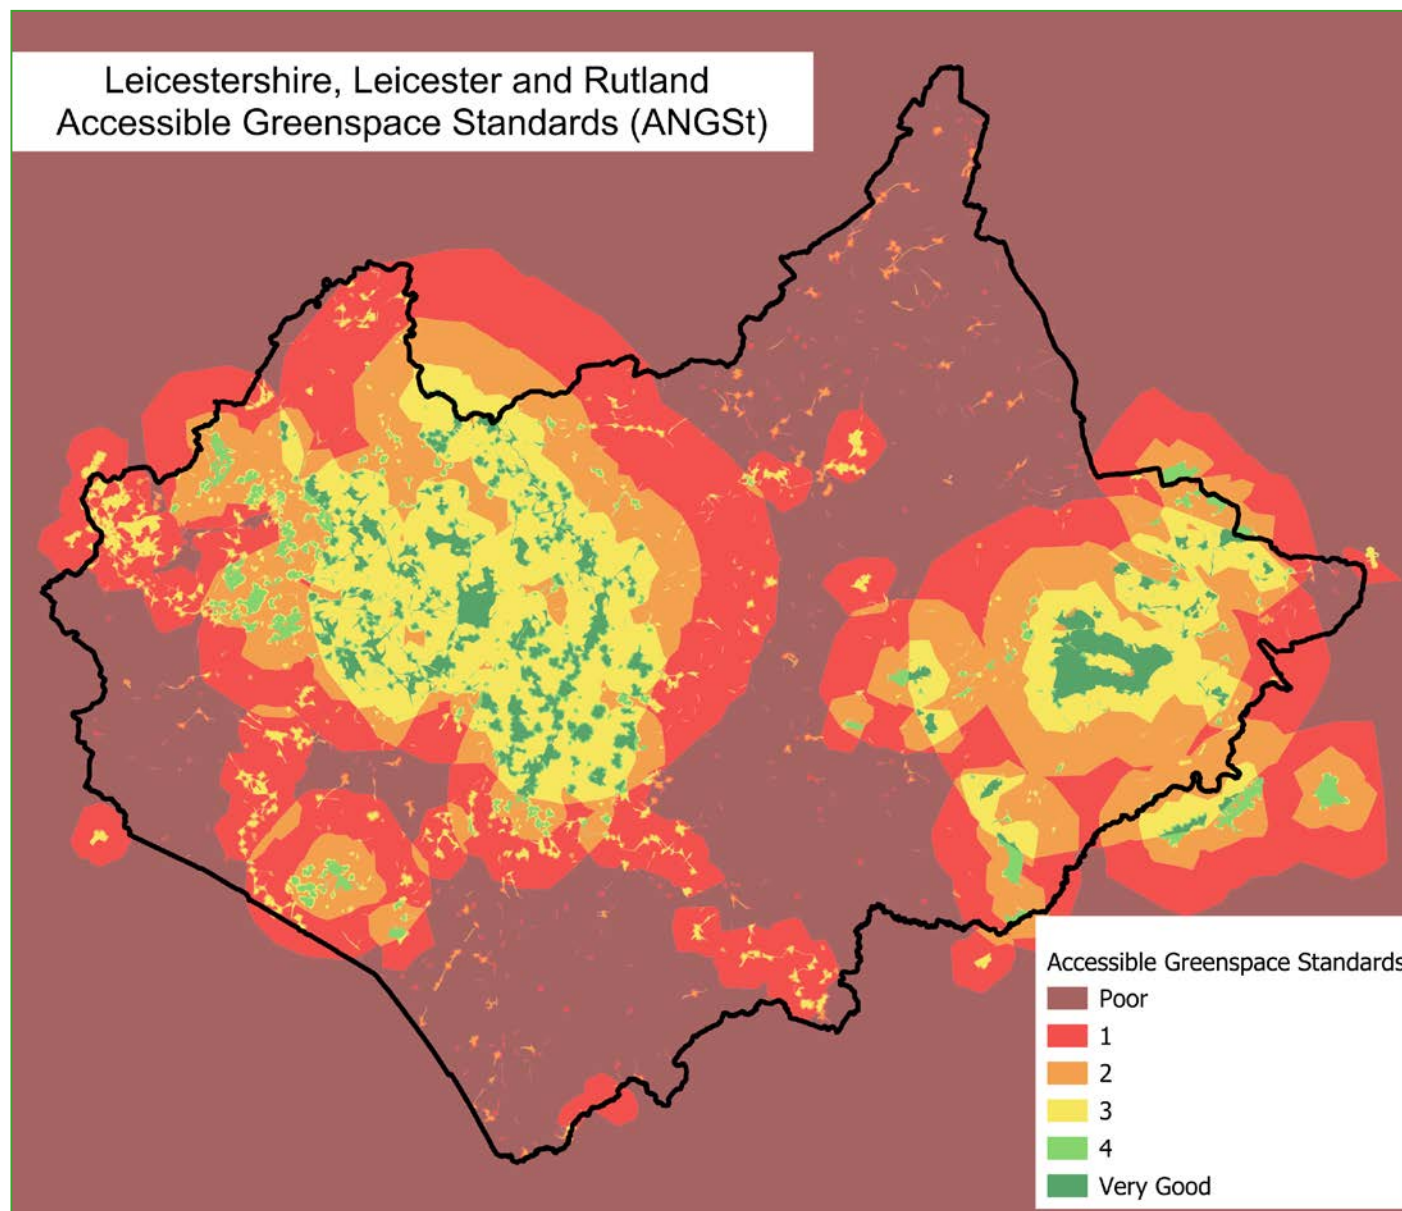 Leicestershire, Leicester and Rutland
Accessible Greenspace Standards (ANGSt)
Accessible Greenspace Standards
Poor
1
2
3
4
Very Good